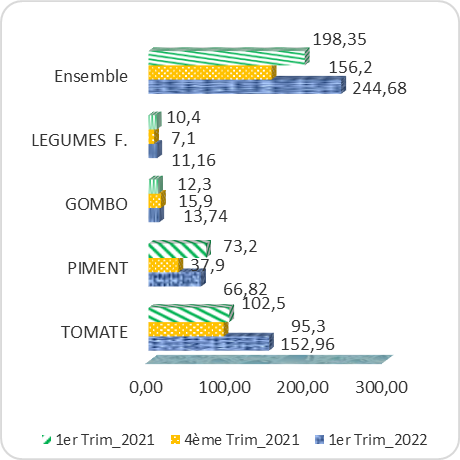 198,35
Ensemble
156,2
244,68
10,4
LEGUMES F.
7,1
11,16
12,3
GOMBO
15,9
13,74
73,2
PIMENT
37,9
66,82
102,5
TOMATE
95,3
152,96
0,00 100,00 200,00 300,00
1er Trim_2021 4ème Trim_2021 1er Trim_2022